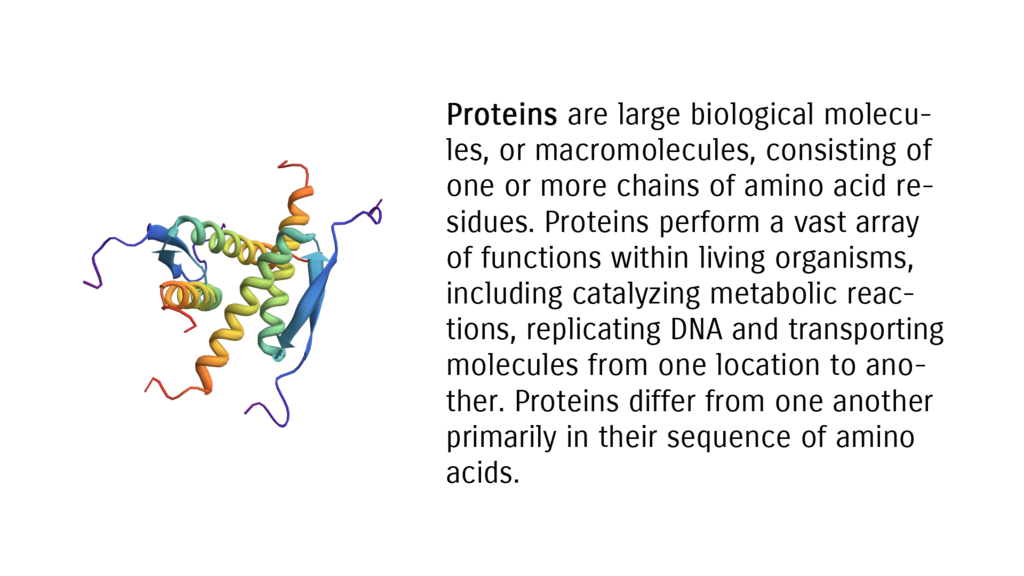 Proteins are large biological molecu-
les, or macromolecules, consisting of
one or more chains of amino acid re-
sidues. Proteins perform a vast array
of functions within living organisms,
including catalyzing metabolic reac-
tions, replicating DNA and transporting
molecules from one location to ano-
ther. Proteins differ from one another
primarily in their sequence of amino
acids.